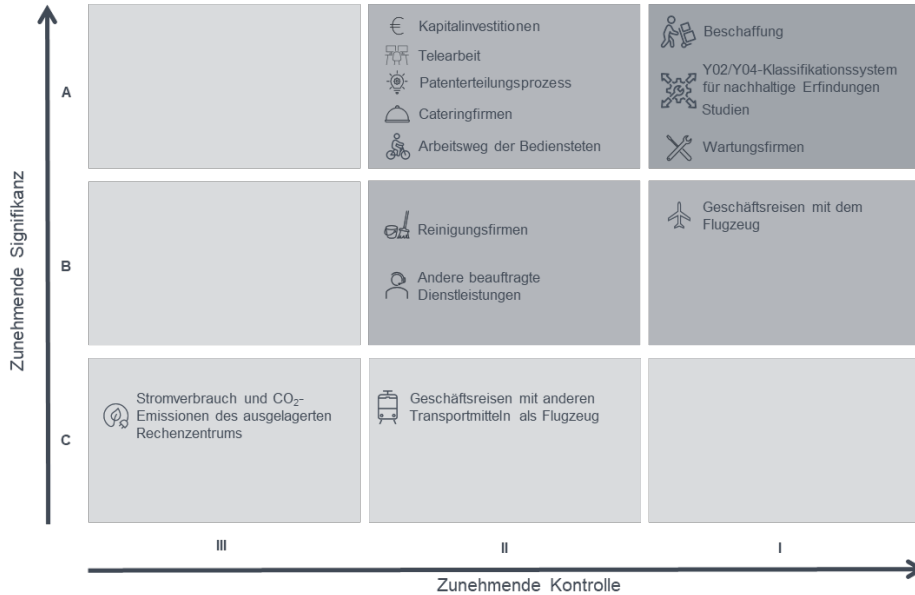 Zunehmende Signifikanz
A
Kapitalinvestitionen
Telearbeit
Patenterteilungsprozess
Cateringfirmen
Arbeitsweg der Bediensteten
Beschaffung
Y02/Y04-Klassifikationssystem
für nachhaltige Erfindungen
Studien
Wartungsfirmen
B
Reinigungsfirmen
Andere beauftragte
Dienstleistungen
Geschäftsreisen mit dem
Flugzeug
C
Stromverbrauch und CO₂-
Emissionen des ausgelagerten
Rechenzentrums
Geschäftsreisen mit anderen
Transportmitteln als Flugzeug
III
II
I
Zunehmende Kontrolle